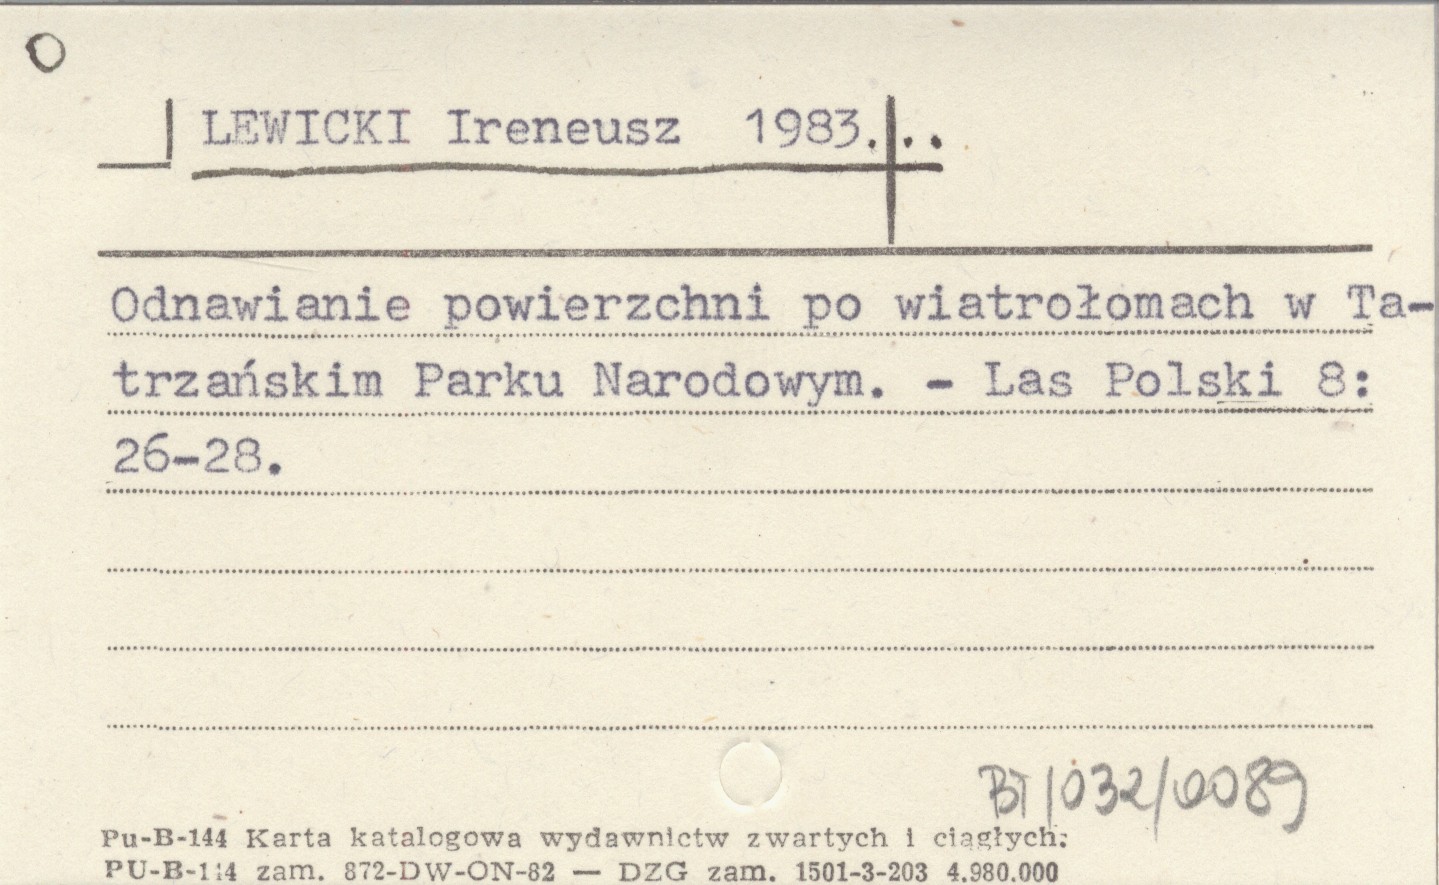 LEWICKI Ireneusz 1983...
Odnawianie powierzchni po wiatrołomach w Ta-
trzańskim Parku Narodowym. - Las Polski 8:
26-28.
BT/032/0089
Pu-B-144 Karta katalogowa wydawnictw zwartych i ciągłych:
PU-B-144 zam. 872-DW-ON-82 — DZG zam. 1501-3-203 4.980.000